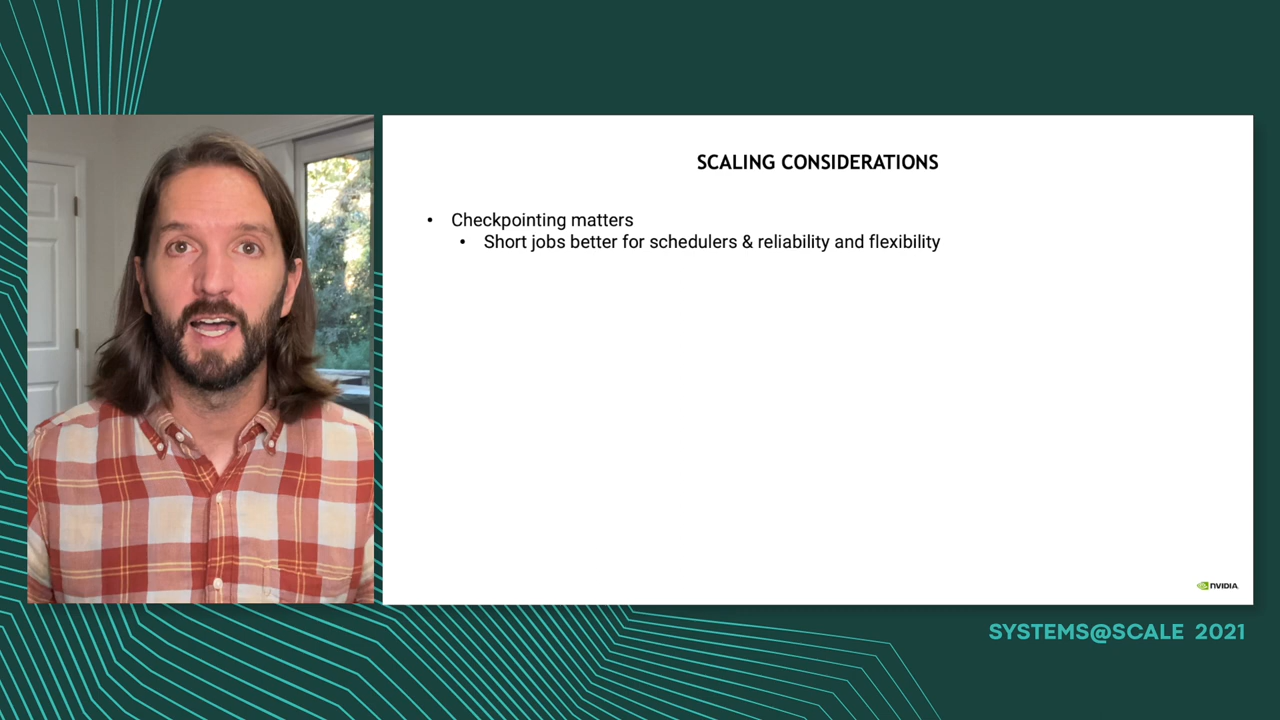 SCALING CONSIDERATIONS
• Checkpointing matters
• Short jobs better for schedulers & reliability and flexibility
NVIDIA
SYSTEMS@SCALE 2021